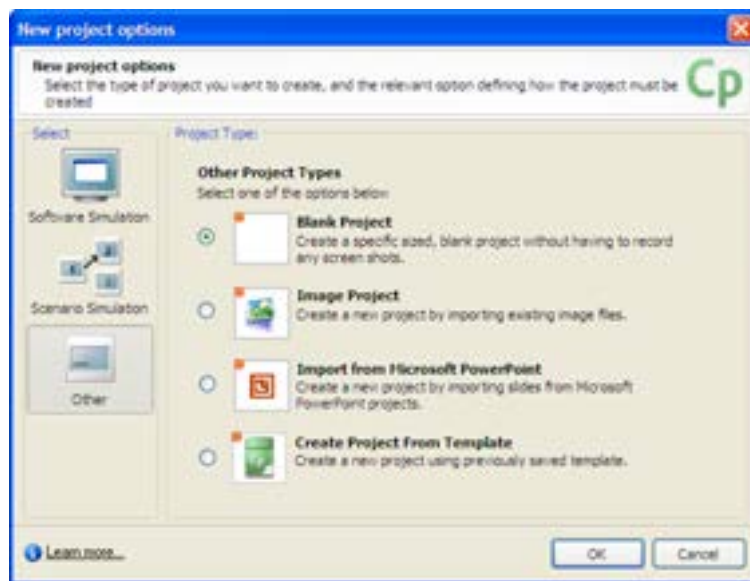 New project options
New project options
Select the type of project you want to create, and the relevant option defining how the project must be
created
Cp
Select
Project Type:
Software Simulation
Scenario Simulation
Other
Other Project Types
Select one of the options below
Blank Project
Create a specific sized, blank project without having to record
any screen shots.
Image Project
Create a new project by importing existing image files.
Import from Microsoft PowerPoint
Create a new project by importing slides from Microsoft
PowerPoint projects.
Create Project From Template
Create a new project using previously saved template.
Learn more...
OK
Cancel